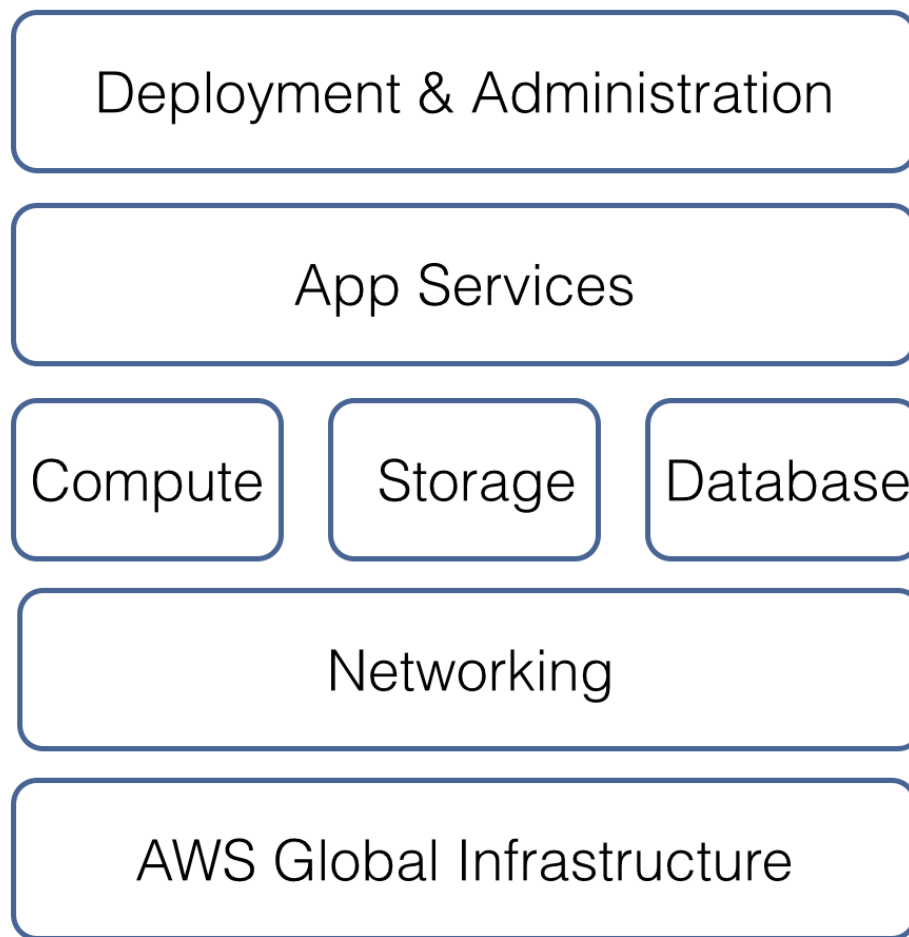 Deployment & Administration
App Services
Compute Storage Database
Networking
AWS Global Infrastructure